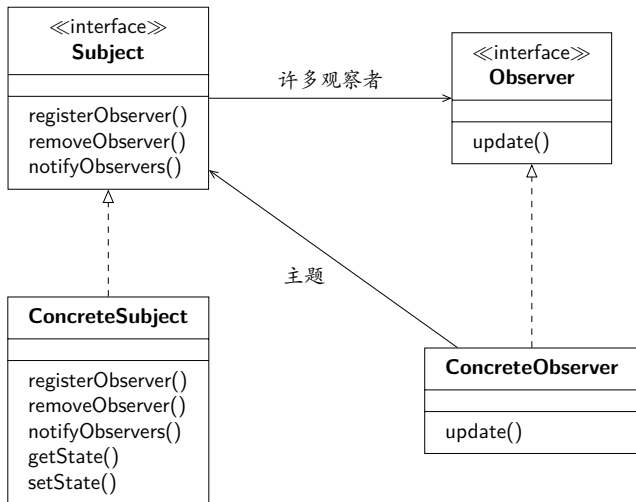 ≪interface≫
Subject
registerObserver()
removeObserver()
notifyObservers()
许多观察者
≪interface≫
Observer
update()
主题
ConcreteSubject
registerObserver()
removeObserver()
notifyObservers()
getState()
setState()
ConcreteObserver
update()